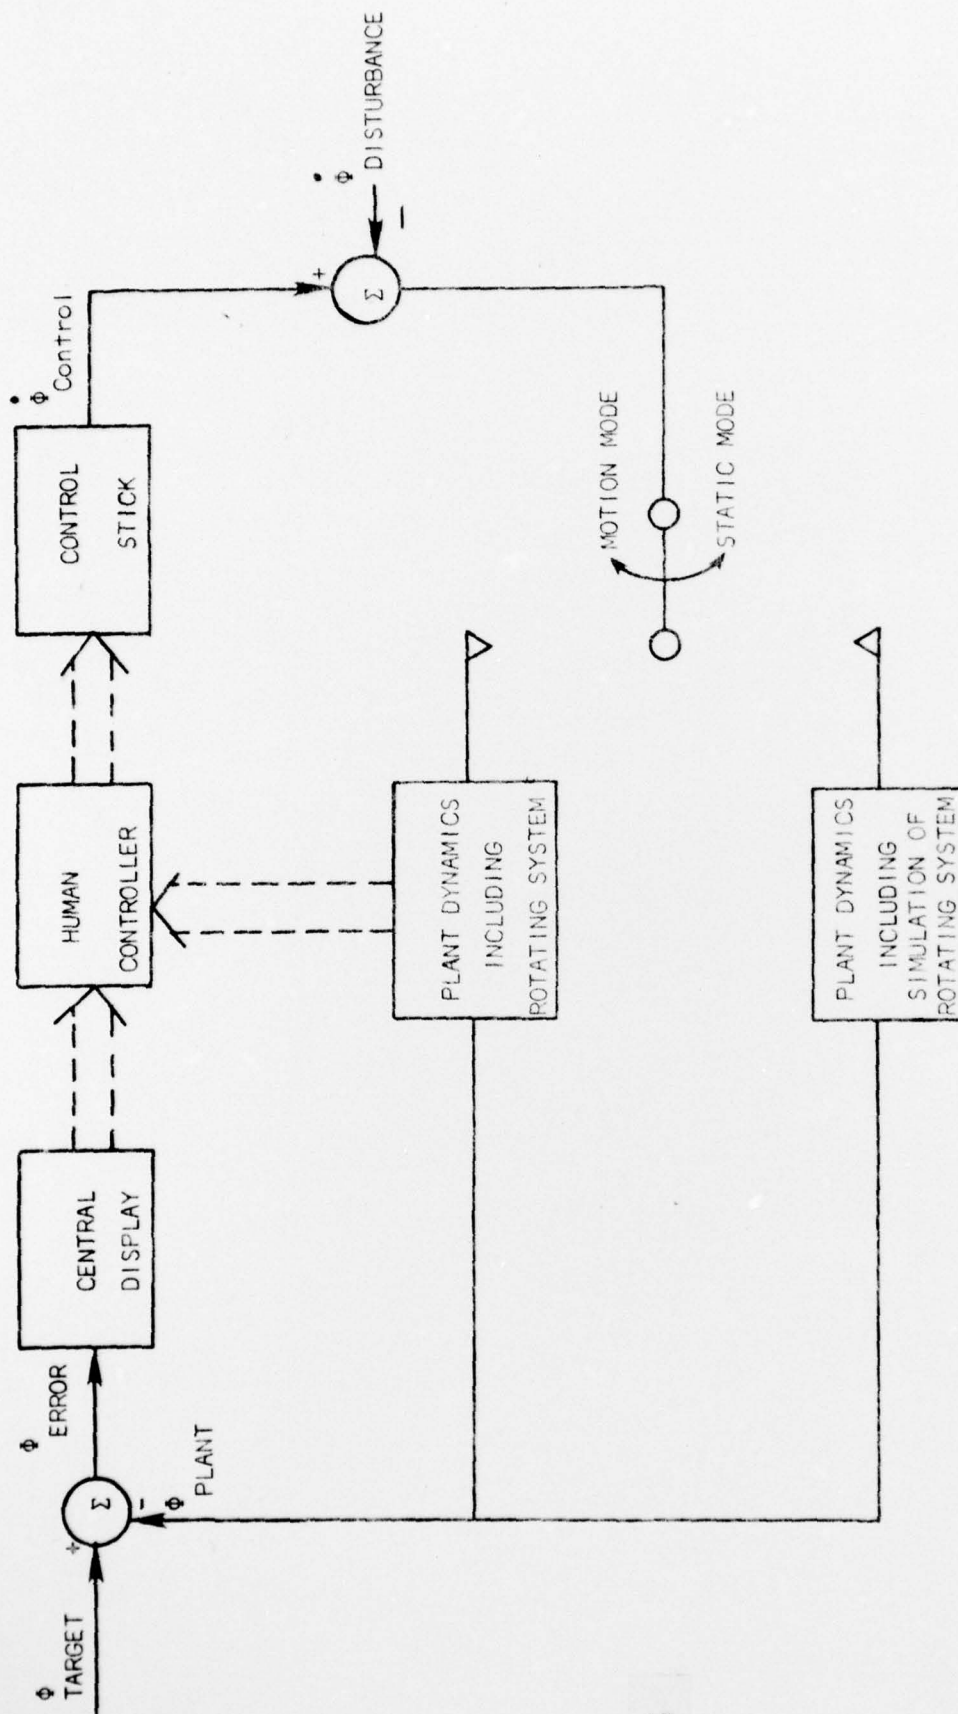 Φ
TARGET
+
Σ
-
Φ
PLANT
Φ
ERROR
CENTRAL
DISPLAY
HUMAN
CONTROLLER
CONTROL
STICK
Φ̇
Control
+
Σ
Φ̇
DISTURBANCE
-
MOTION MODE
STATIC MODE
PLANT DYNAMICS
INCLUDING
ROTATING SYSTEM
PLANT DYNAMICS
INCLUDING
SIMULATION OF
ROTATING SYSTEM